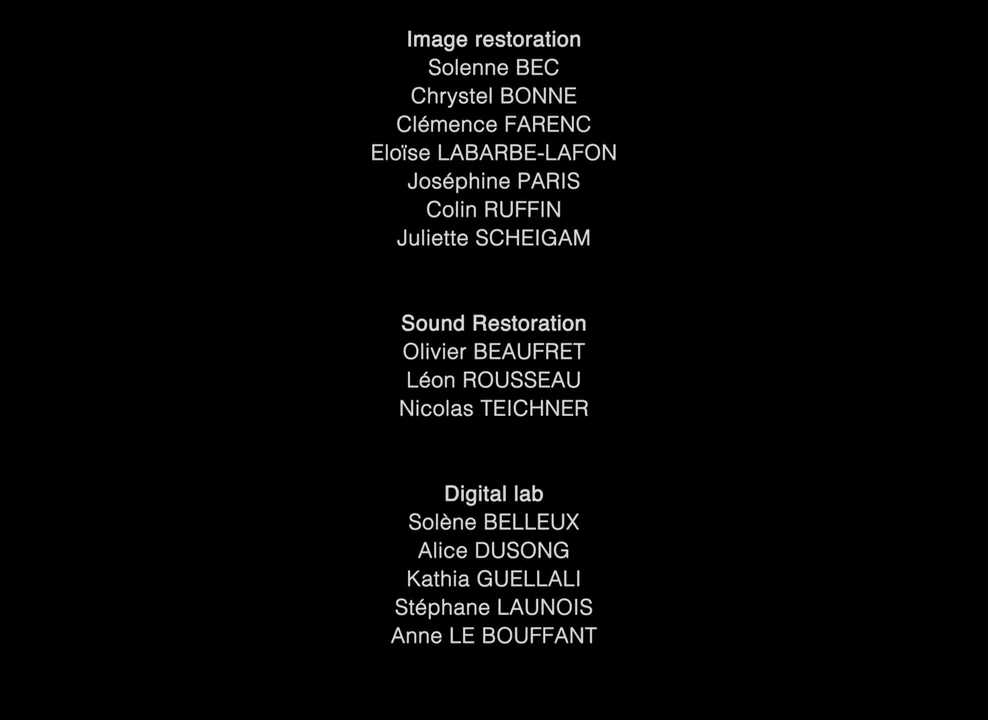 Image restoration
Solenne BEC
Chrystel BONNE
Clémence FARENC
Eloïse LABARBE-LAFON
Joséphine PARIS
Colin RUFFIN
Juliette SCHEIGAM
Sound Restoration
Olivier BEAUFRET
Léon ROUSSEAU
Nicolas TEICHNER
Digital lab
Solène BELLEUX
Alice DUSONG
Kathia GUELLALI
Stéphane LAUNOIS
Anne LE BOUFFANT